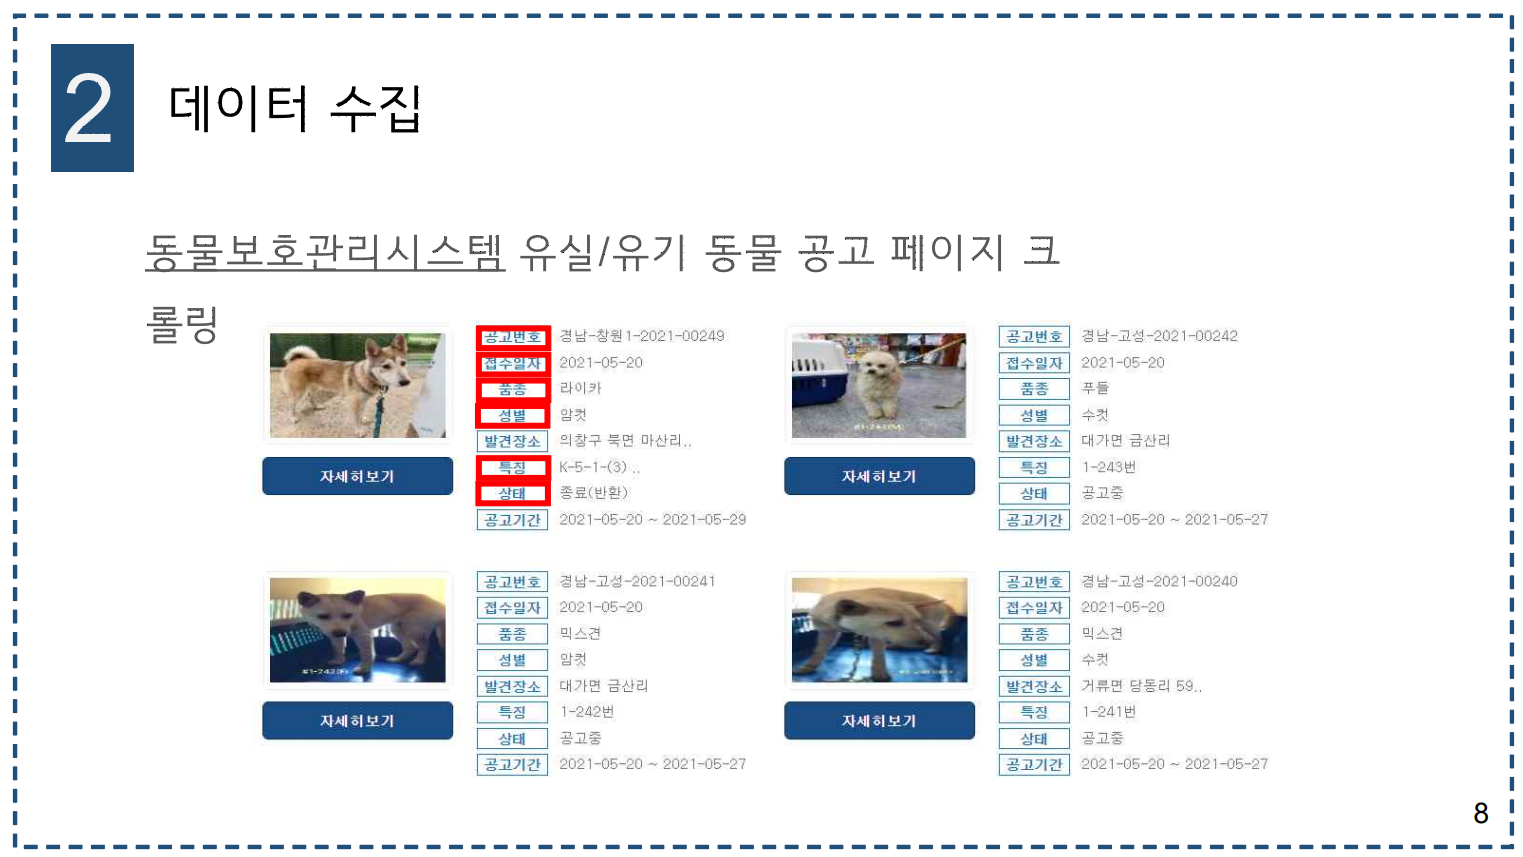 2
데이터 수집
동물보호관리시스템 유실/유기 동물 공고 페이지 크
롤링
공고번호 경남-창원1-2021-00249
접수일자 2021-05-20
품종 라이카
성별 암컷
발견장소 의창구 북면 마산리..
특징 K-5-1-(3) ..
상태 종료(반환)
공고기간 2021-05-20 ~ 2021-05-29
자세히보기
공고번호 경남-고성-2021-00242
접수일자 2021-05-20
품종 푸들
성별 수컷
발견장소 대가면 금산리
특징 1-243번
상태 공고중
공고기간 2021-05-20 ~ 2021-05-27
자세히보기
공고번호 경남-고성-2021-00241
접수일자 2021-05-20
품종 믹스견
성별 암컷
발견장소 대가면 금산리
특징 1-242번
상태 공고중
공고기간 2021-05-20 ~ 2021-05-27
자세히보기
공고번호 경남-고성-2021-00240
접수일자 2021-05-20
품종 믹스견
성별 수컷
발견장소 거류면 당동리 59..
특징 1-241번
상태 공고중
공고기간 2021-05-20 ~ 2021-05-27
자세히보기
8